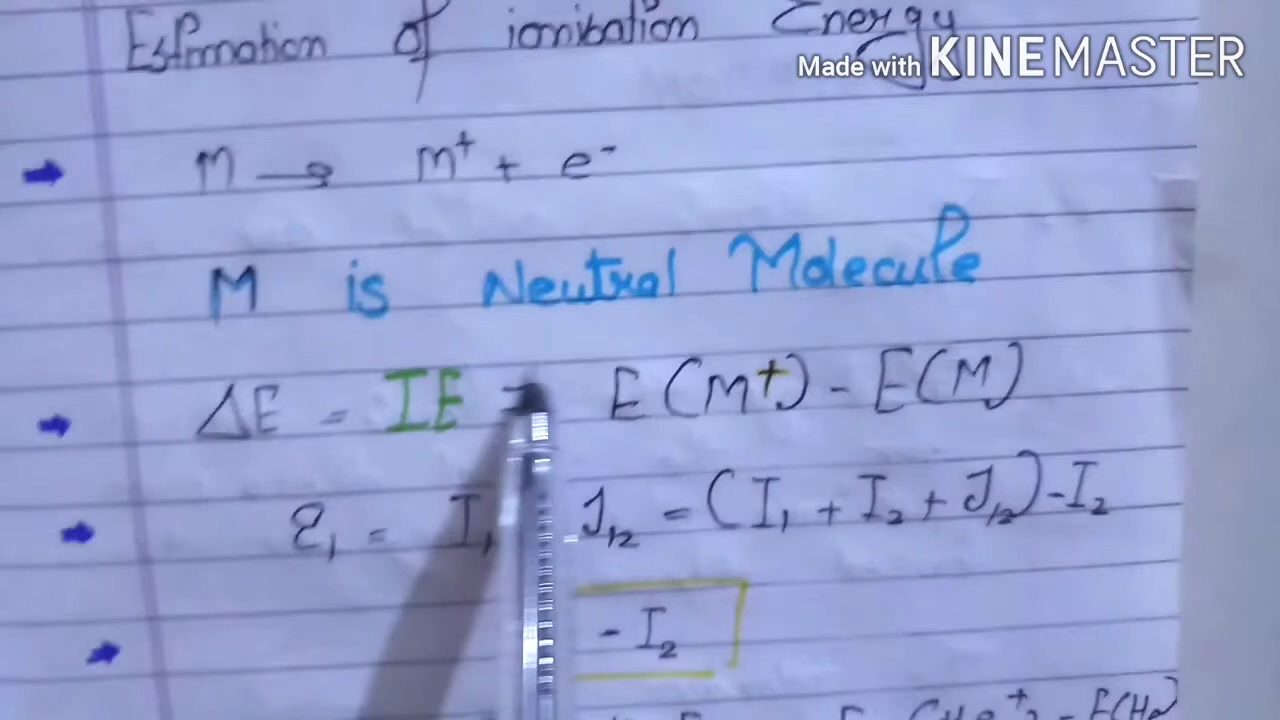 Estimation of ionisation Energy
Made with KINEMASTER
M → M⁺ + e⁻
M is Neutral Molecule
ΔE = IE = E(M⁺) - E(M)
ε₁ = I₁ J₁₂ = (I₁ + I₂ + J₁₂) - I₂
- I₂